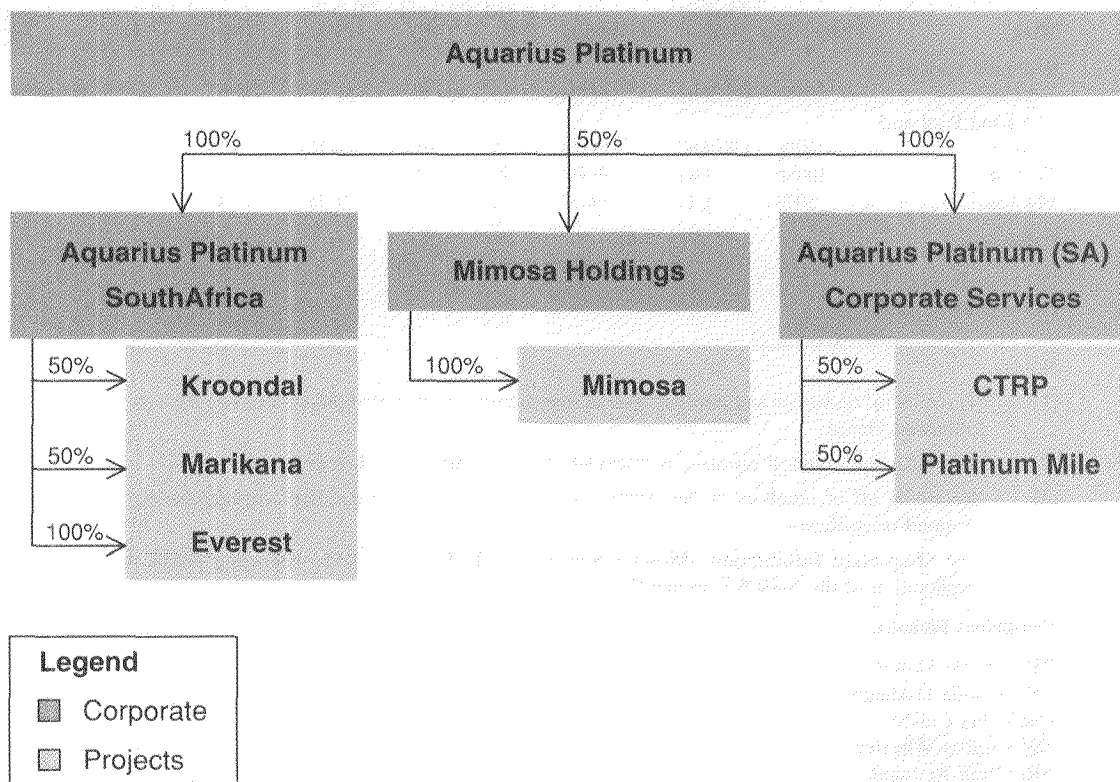 Aquarius Platinum
100%
50%
100%
Aquarius Platinum
SouthAfrica
Mimosa Holdings
Aquarius Platinum (SA)
Corporate Services
50%
Kroondal
50%
Marikana
100%
Everest
100%
Mimosa
50%
CTRP
50%
Platinum Mile
Legend
Corporate
Projects